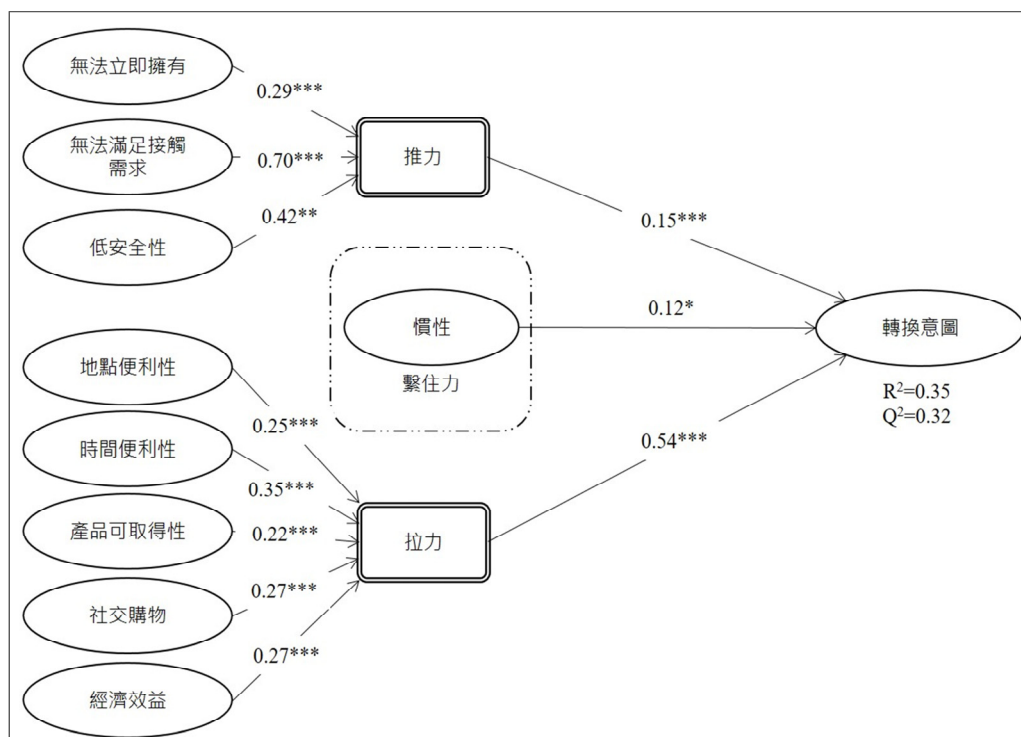 無法立即擁有
0.29***
無法滿足接觸
需求
0.70***
推力
低安全性
0.42**
0.15***
慣性
繫住力
0.12*
轉換意圖
R²=0.35
Q²=0.32
地點便利性
0.25***
時間便利性
0.35***
產品可取得性
0.22***
拉力
0.54***
社交購物
0.27***
經濟效益
0.27***